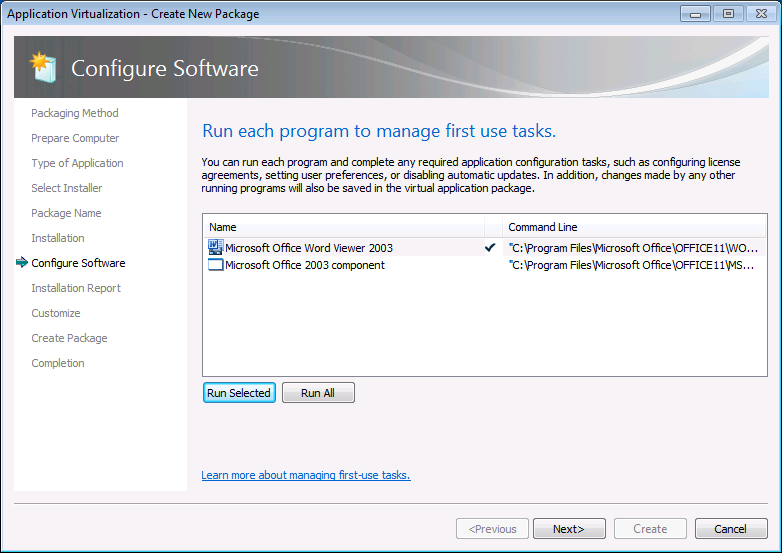 Application Virtualization - Create New Package
Configure Software
Packaging Method
Prepare Computer
Type of Application
Select Installer
Package Name
Installation
Configure Software
Installation Report
Customize
Create Package
Completion
Run each program to manage first use tasks.
You can run each program and complete any required application configuration tasks, such as configuring license
agreements, setting user preferences, or disabling automatic updates. In addition, changes made by any other
running programs will also be saved in the virtual application package.
Name Command Line
Microsoft Office Word Viewer 2003 ✔ "C:\Program Files\Microsoft Office\OFFICE11\WO...
Microsoft Office 2003 component "C:\Program Files\Microsoft Office\OFFICE11\MS...
Run Selected Run All
Learn more about managing first-use tasks.
<Previous Next> Create Cancel